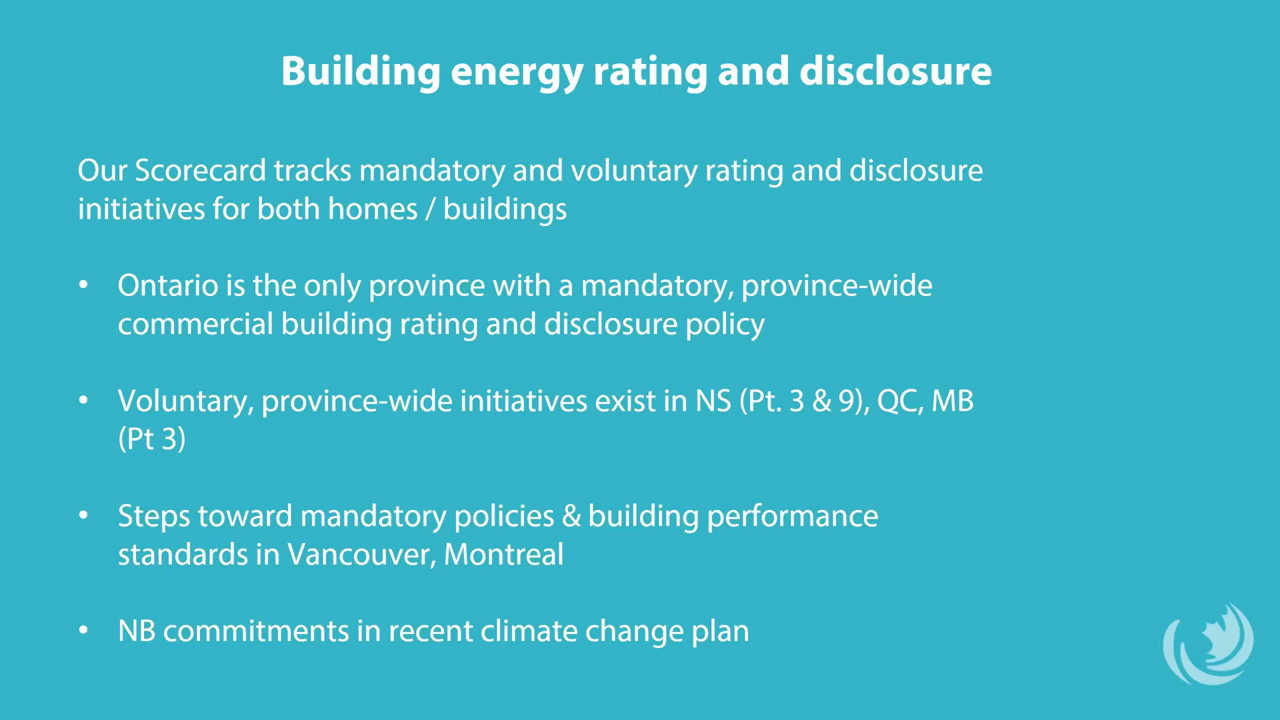 Building energy rating and disclosure
Our Scorecard tracks mandatory and voluntary rating and disclosure
initiatives for both homes / buildings
• Ontario is the only province with a mandatory, province-wide
commercial building rating and disclosure policy
• Voluntary, province-wide initiatives exist in NS (Pt. 3 & 9), QC, MB
(Pt 3)
• Steps toward mandatory policies & building performance
standards in Vancouver, Montreal
• NB commitments in recent climate change plan